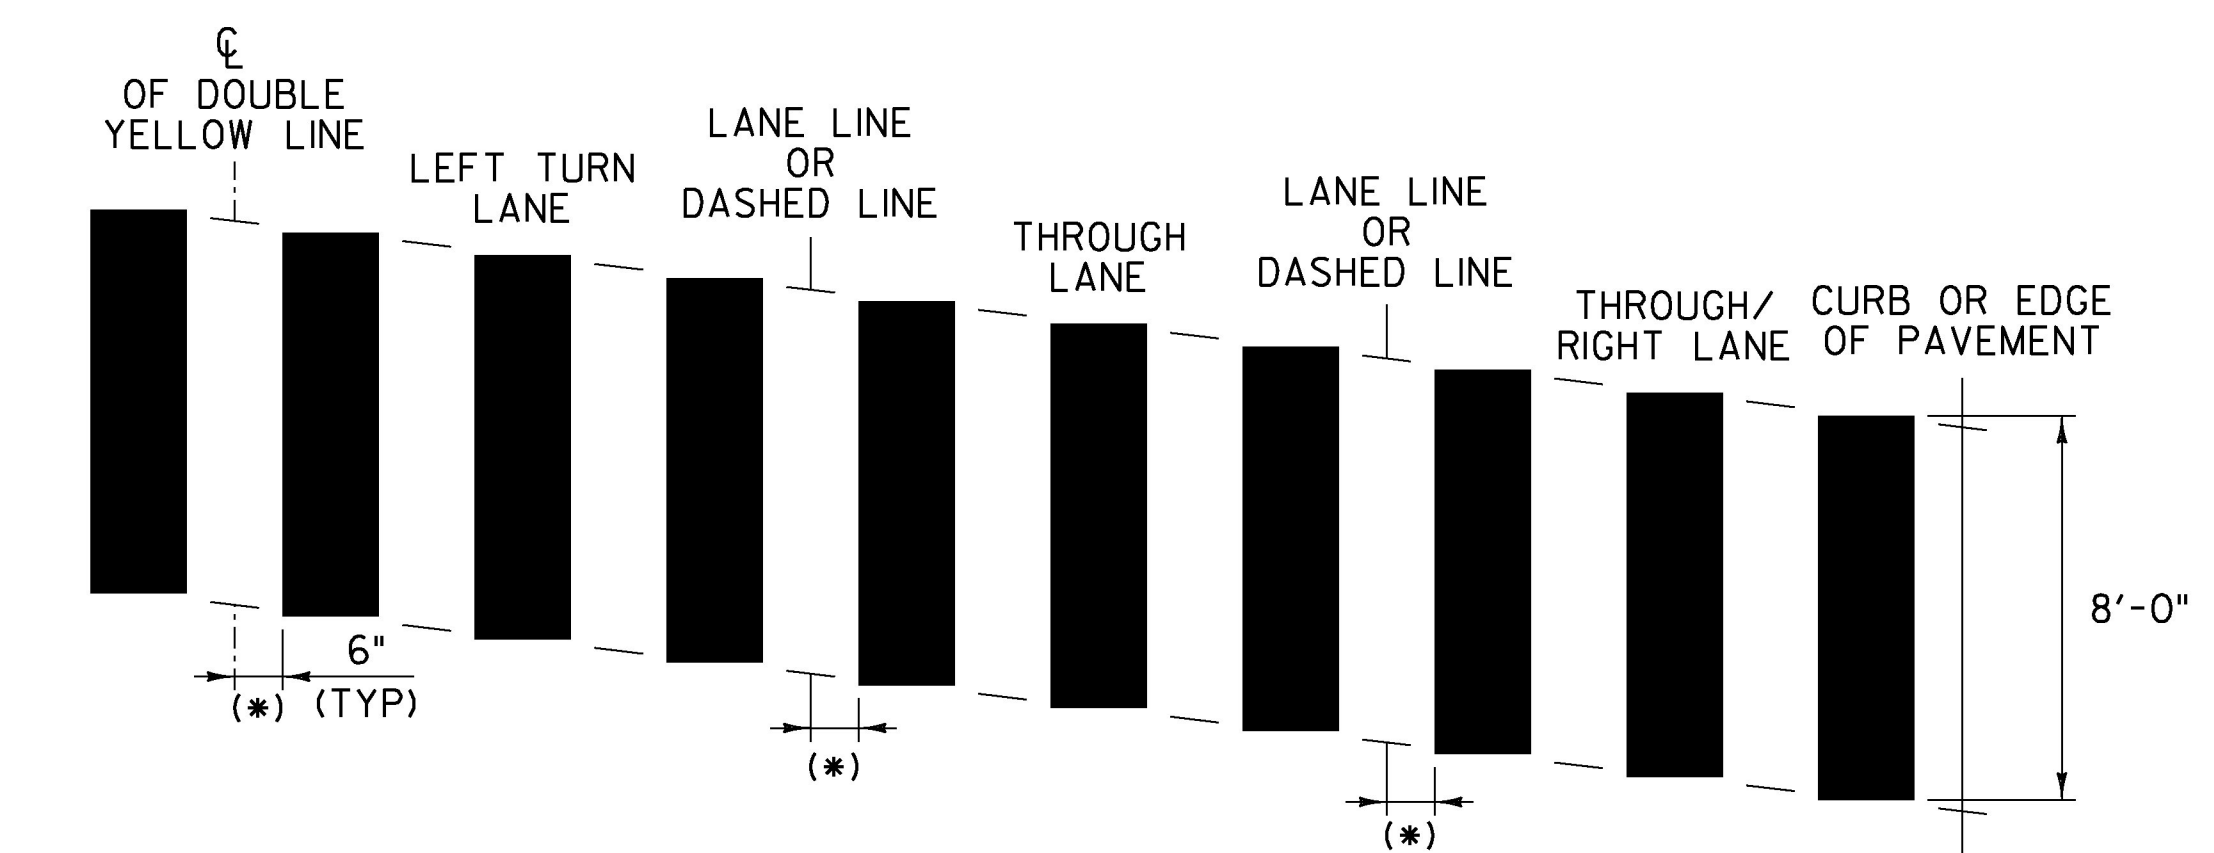 ℄
OF DOUBLE
YELLOW LINE
LEFT TURN
LANE
LANE LINE
OR
DASHED LINE
THROUGH
LANE
LANE LINE
OR
DASHED LINE
THROUGH/
RIGHT LANE
CURB OR EDGE
OF PAVEMENT
8'-0"
6"
(TYP)
(*)
(*)
(*)